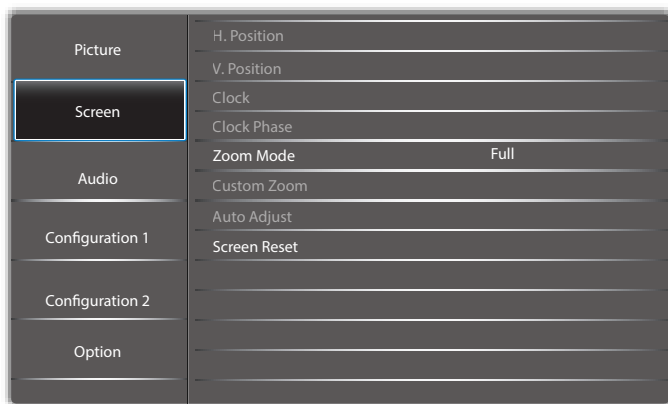 Picture
Screen
Audio
Configuration 1
Configuration 2
Option
H. Position
V. Position
Clock
Clock Phase
Zoom Mode Full
Custom Zoom
Auto Adjust
Screen Reset